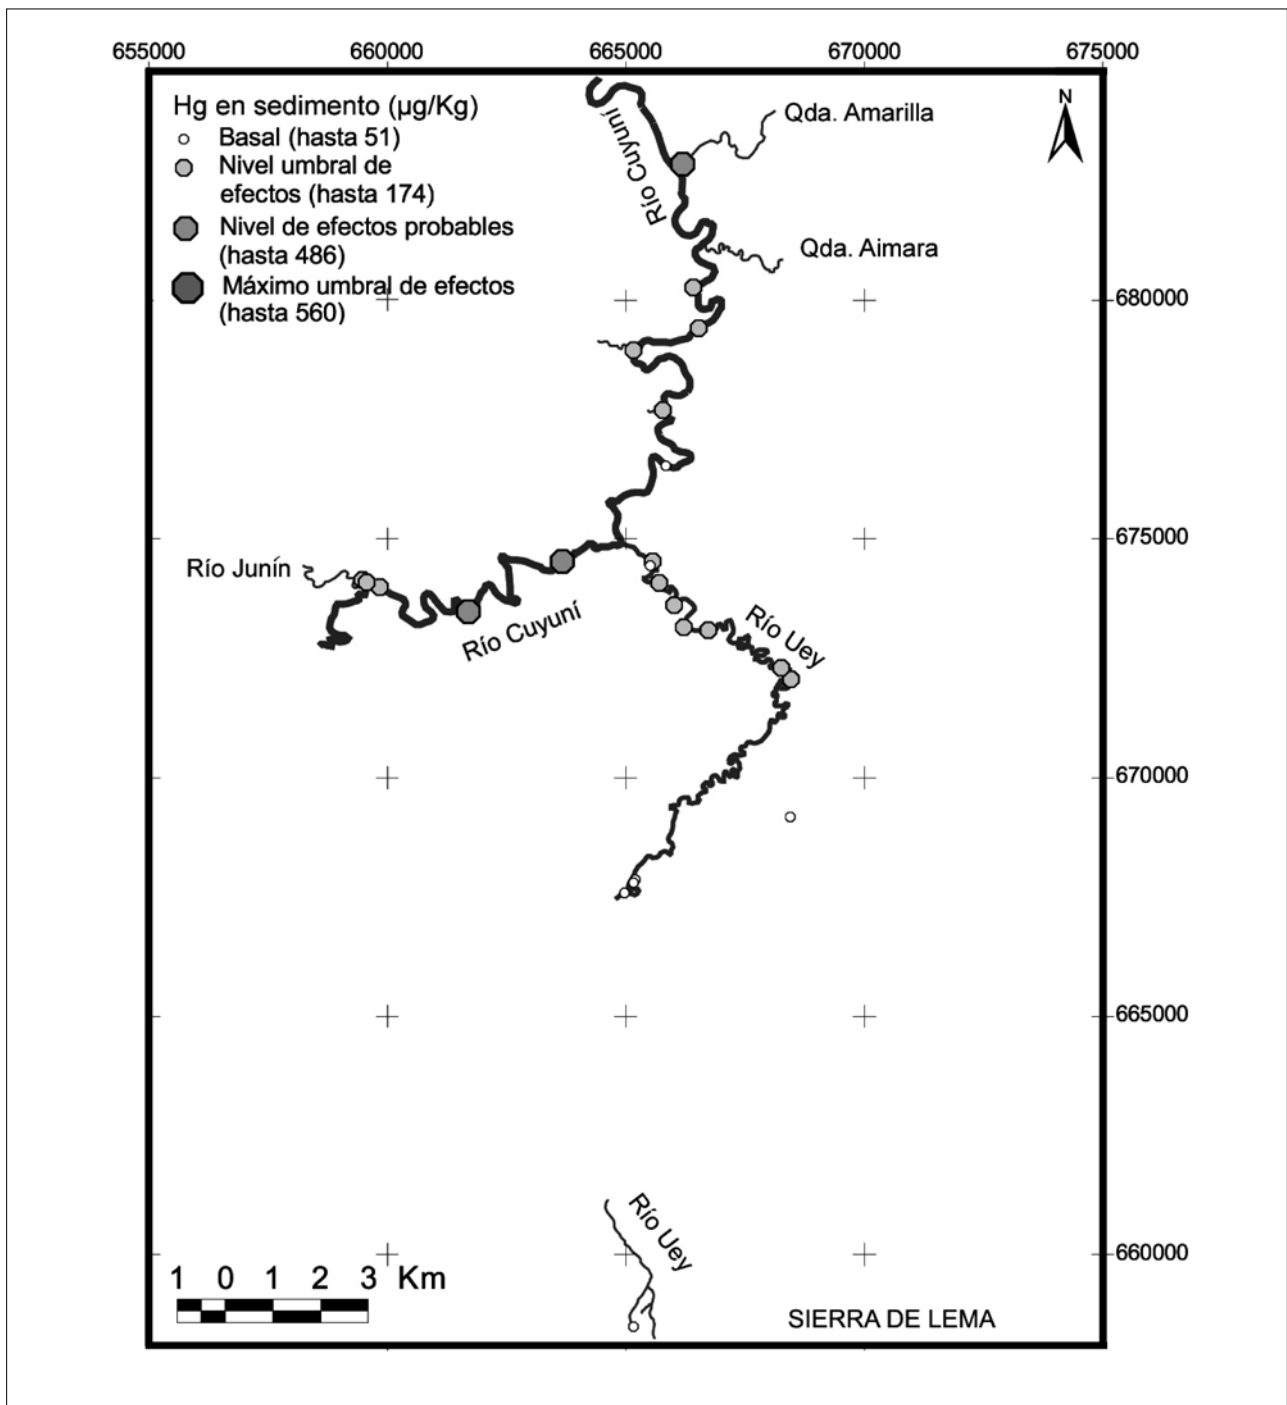 655000 660000 665000 670000 675000
Hg en sedimento (µg/Kg)
Basal (hasta 51)
Nivel umbral de
efectos (hasta 174)
Nivel de efectos probables
(hasta 486)
Máximo umbral de efectos
(hasta 560)
N
Qda. Amarilla
Río Cuyuní
Qda. Aimara
680000
675000
Río Junín
Río Cuyuní
Río Uey
670000
665000
Río Uey
660000
1 0 1 2 3 Km
SIERRA DE LEMA